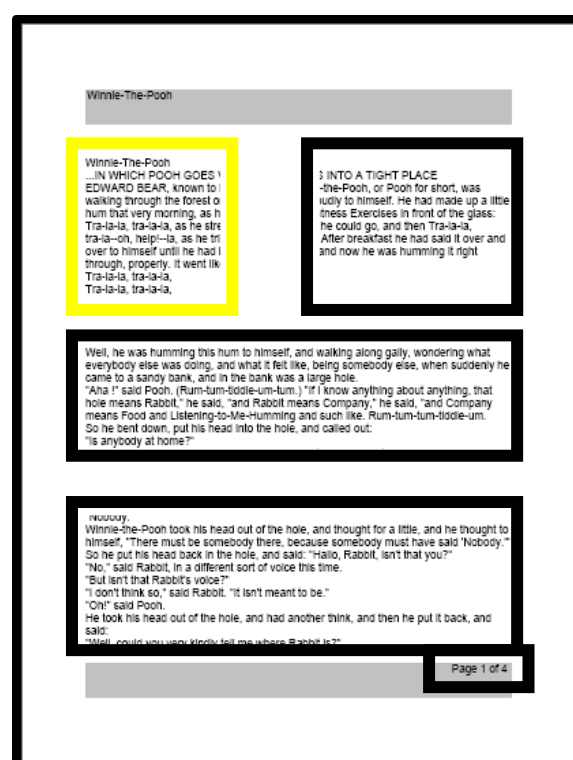 Winnie-The-Pooh
Winnie-The-Pooh
...IN WHICH POOH GOES
EDWARD BEAR, known to
walking through the forest
hum that very morning, as
Tra-la-la, tra-la-la, as he
tra-la--oh, help!--la, as he
over to himself until he had
through, properly. It went
Tra-la-la, tra-la-la,
Tra-la-la, tra-la-la,
INTO A TIGHT PLACE
-the-Pooh, or Pooh for short, was
to himself. He had made up a little
Exercises in front of the glass:
he could go, and then Tra-la-la,
After breakfast he had said it over and
and now he was humming it right
Well, he was humming this hum to himself, and walking along gaily, wondering what
everybody else was doing, and what it felt like, being somebody else, when suddenly he
came to a sandy bank, and in the bank was a large hole.
"Aha !" said Pooh. (Rum-tum-tiddle-um-tum.) "If I know anything about anything, that
hole means Rabbit," he said, "and Rabbit means Company," he said, "and Company
means Food and Listening-to-Me-Humming and such like. Rum-tum-tum-tiddle-um.
So he bent down, put his head into the hole, and called out:
"Is anybody at home?"
"Nobody."
Winnie-the-Pooh took his head out of the hole, and thought for a little, and he thought to
himself, "There must be somebody there, because somebody must have said 'Nobody.'"
So he put his head back in the hole, and said: "Hallo, Rabbit, isn't that you?"
"No," said Rabbit, in a different sort of voice this time.
"But isn't that Rabbit's voice?"
"I don't think so," said Rabbit. "It isn't meant to be."
"Oh!" said Pooh.
He took his head out of the hole, and had another think, and then he put it back, and
said:
"Well, could you very kindly tell me where Rabbit is?"
Page 1 of 4